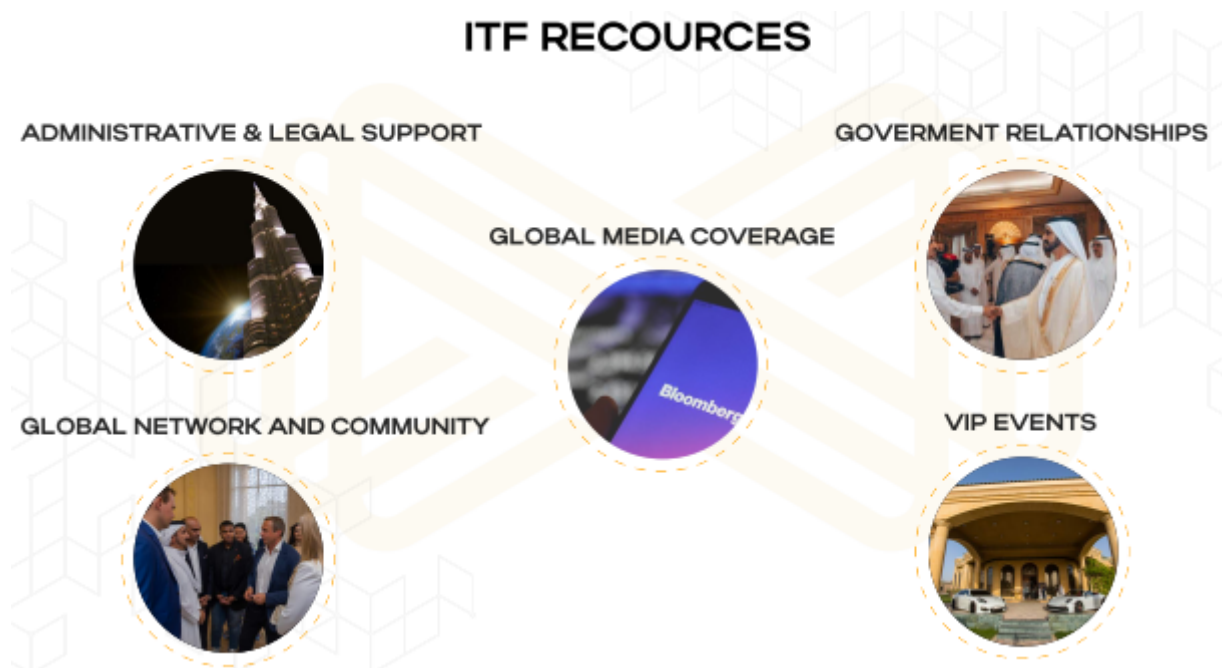 ITF RECOURCES
ADMINISTRATIVE & LEGAL SUPPORT
GOVERMENT RELATIONSHIPS
GLOBAL MEDIA COVERAGE
Bloomberg
GLOBAL NETWORK AND COMMUNITY
VIP EVENTS